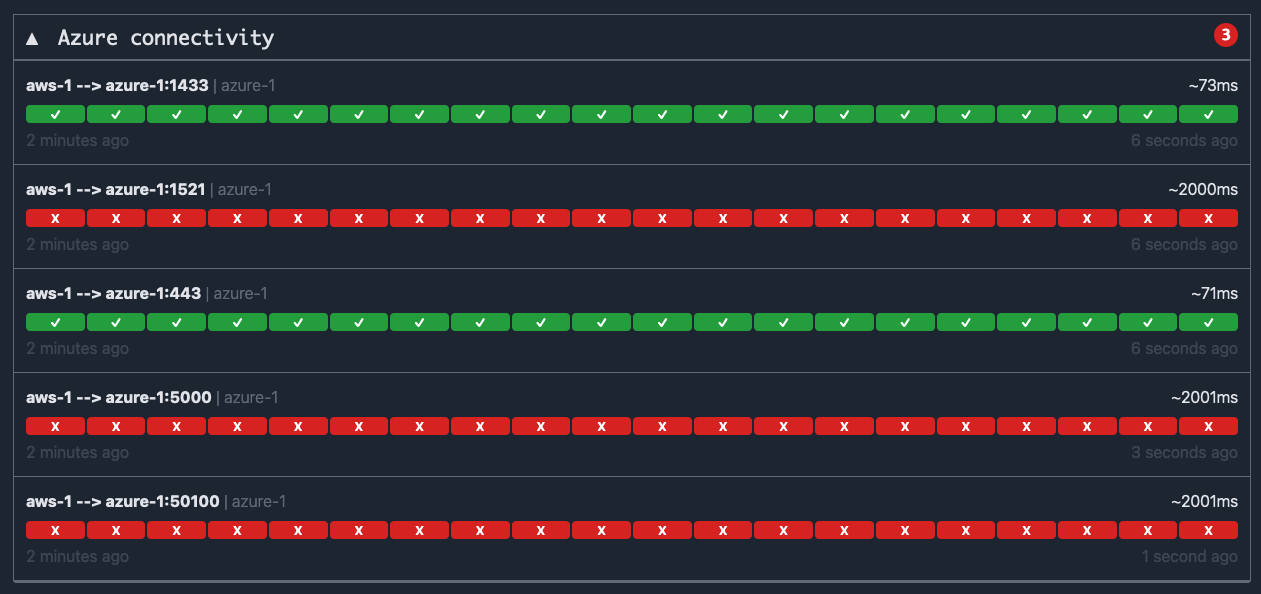 ▲ Azure connectivity 3
aws-1 --> azure-1:1433 | azure-1 ~73ms
✓ ✓ ✓ ✓ ✓ ✓ ✓ ✓ ✓ ✓ ✓ ✓ ✓ ✓ ✓ ✓ ✓ ✓ ✓ ✓
2 minutes ago 6 seconds ago
aws-1 --> azure-1:1521 | azure-1 ~2000ms
X X X X X X X X X X X X X X X X X X X X
2 minutes ago 6 seconds ago
aws-1 --> azure-1:443 | azure-1 ~71ms
✓ ✓ ✓ ✓ ✓ ✓ ✓ ✓ ✓ ✓ ✓ ✓ ✓ ✓ ✓ ✓ ✓ ✓ ✓ ✓
2 minutes ago 6 seconds ago
aws-1 --> azure-1:5000 | azure-1 ~2001ms
X X X X X X X X X X X X X X X X X X X X
2 minutes ago 3 seconds ago
aws-1 --> azure-1:50100 | azure-1 ~2001ms
X X X X X X X X X X X X X X X X X X X X
2 minutes ago 1 second ago